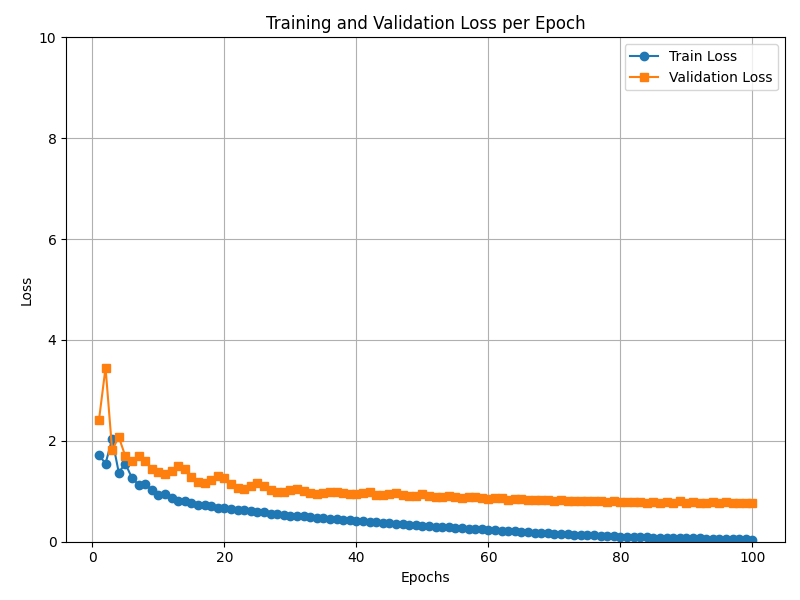 Training and Validation Loss per Epoch
Train Loss
Validation Loss
10
8
6
4
2
0
Loss
0 20 40 60 80 100
Epochs